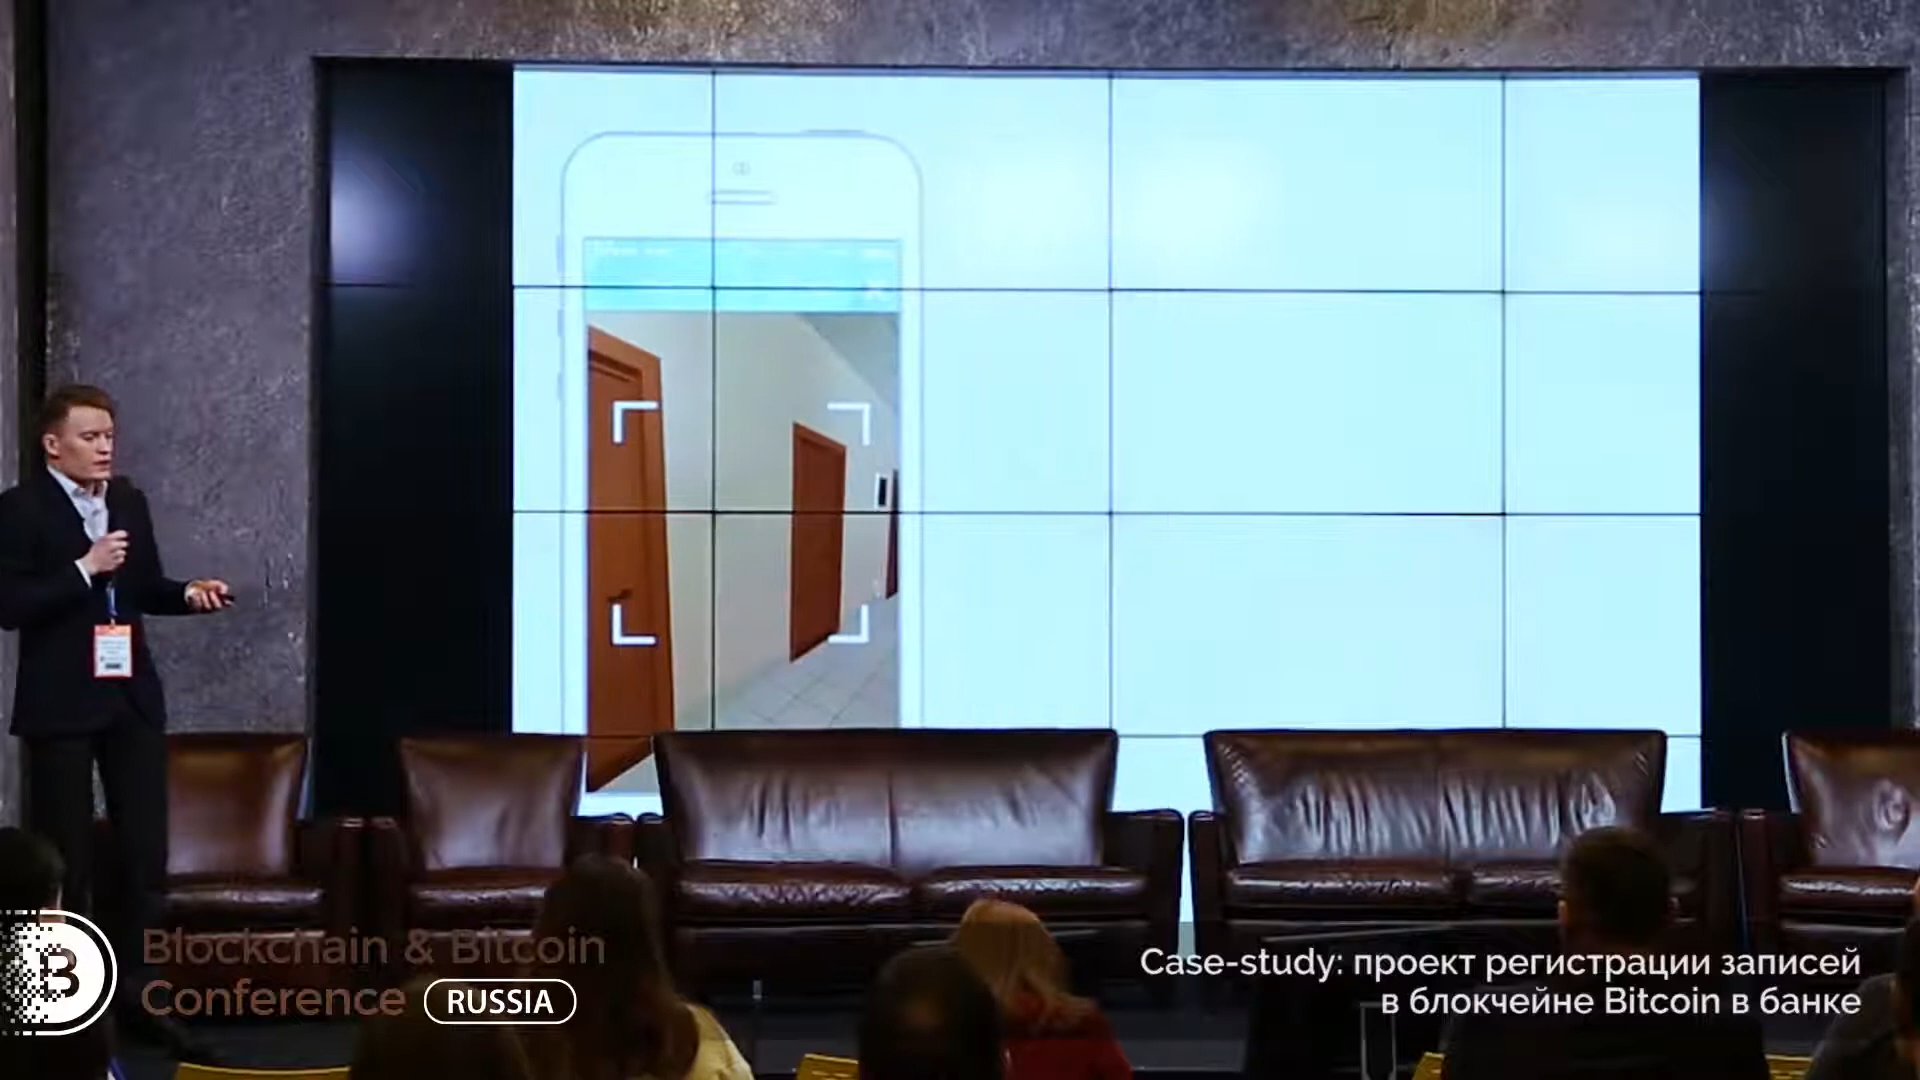 Blockchain & Bitcoin
Conference RUSSIA
Case-study: проект регистрации записей
в блокчейне Bitcoin в банке